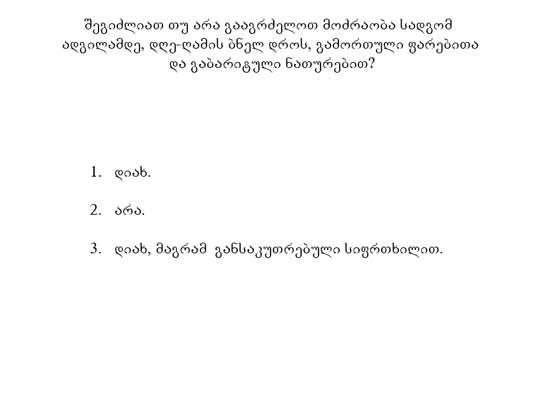 შეგიძლიათ თუ არა გააგრძელოთ მოძრაობა სადგომ
ადგილამდე, დღე-ღამის ბნელ დროს, გამორთული ფარებითა
და გაბარიტული ნათურებით?
1. დიახ.
2. არა.
3. დიახ, მაგრამ განსაკუთრებული სიფრთხილით.